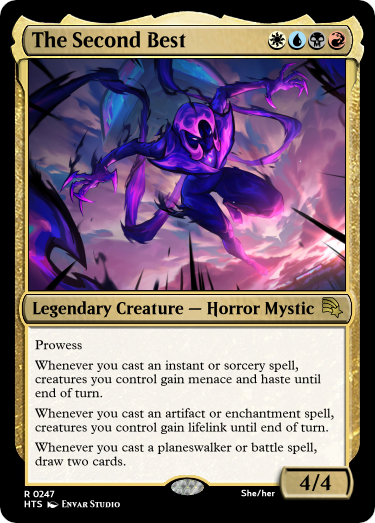 The Second Best
Legendary Creature — Horror Mystic
Prowess
Whenever you cast an instant or sorcery spell,
creatures you control gain menace and haste until
end of turn.
Whenever you cast an artifact or enchantment spell,
creatures you control gain lifelink until end of turn.
Whenever you cast a planeswalker or battle spell,
draw two cards.
4/4
R 0247
HTS Envar Studio
She/her